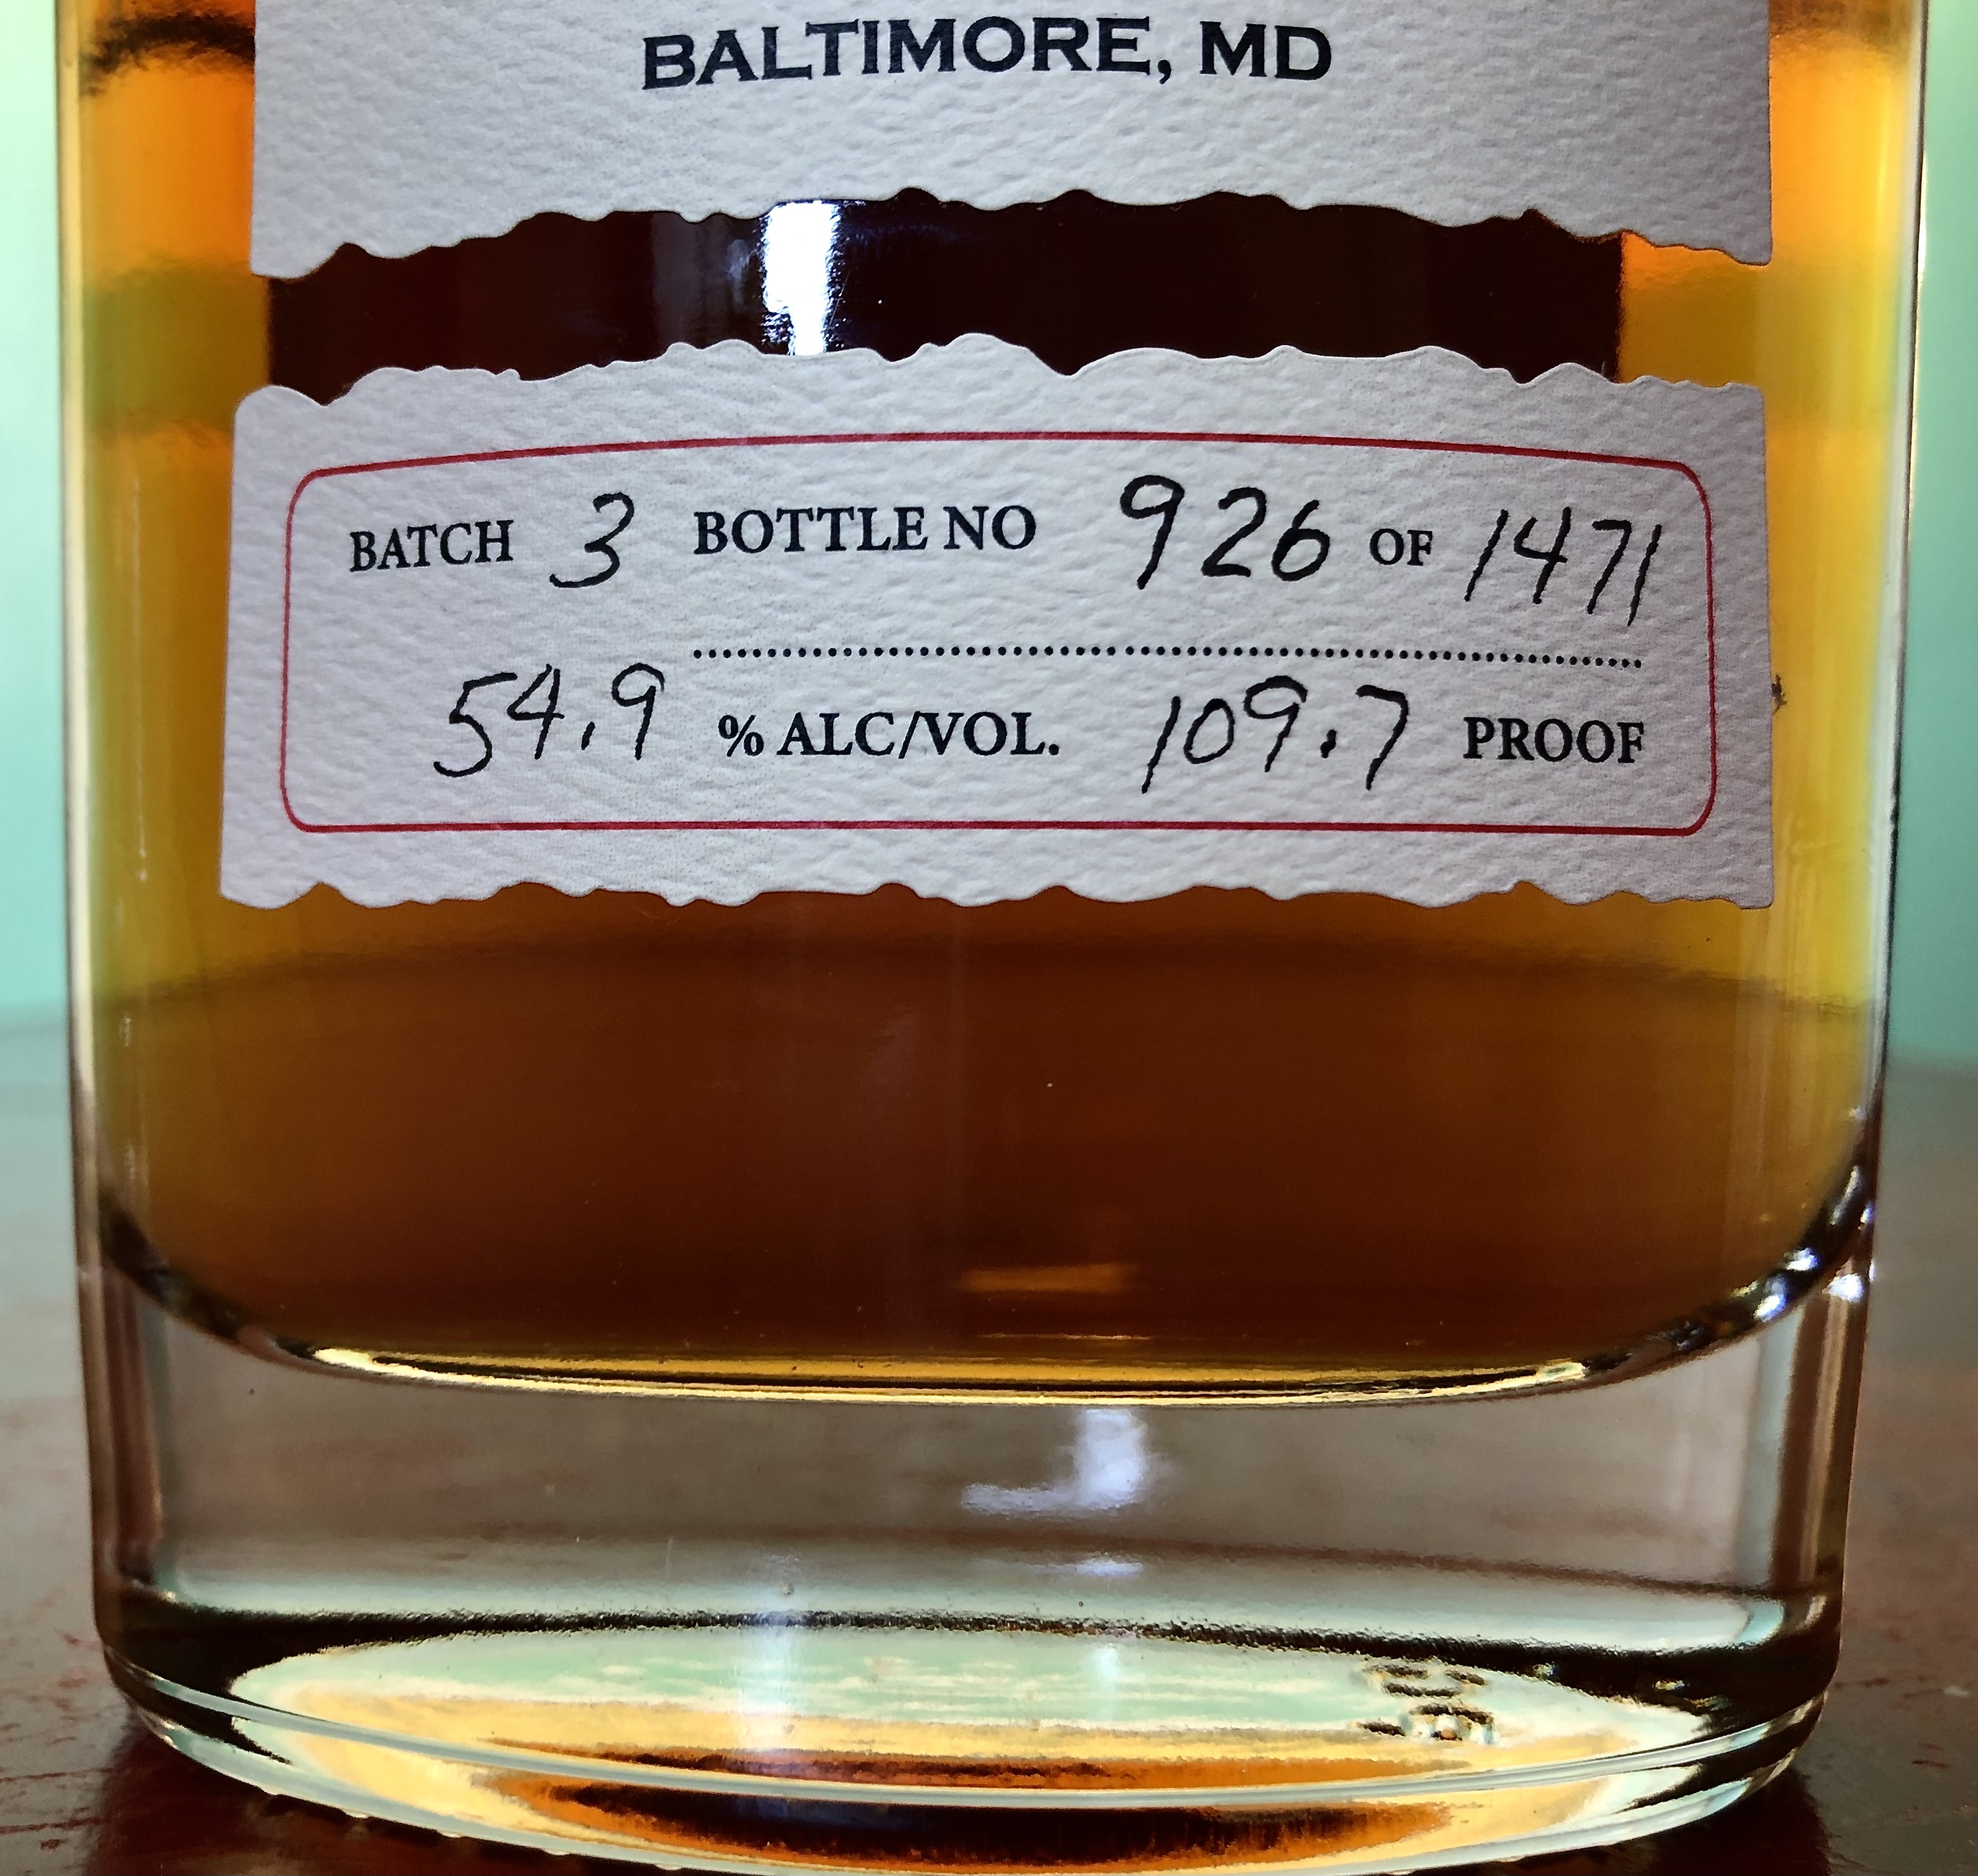 BALTIMORE, MD
BATCH 3 BOTTLE NO 926 OF 1471
54.9 % ALC/VOL. 109.7 PROOF